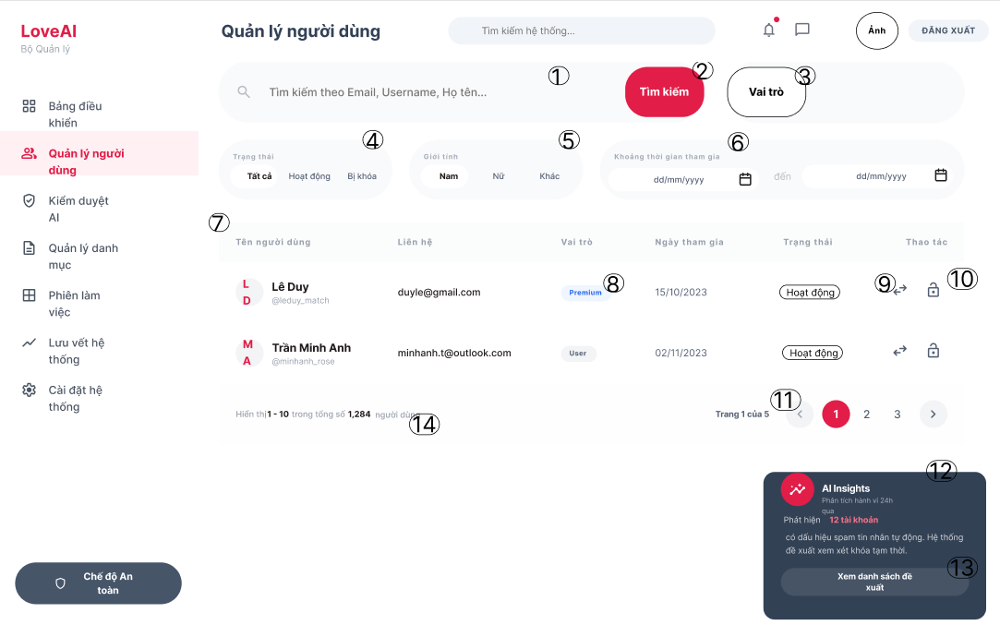 LoveAI
Bộ Quản lý
Quản lý người dùng
Tìm kiếm hệ thống...
Ảnh
ĐĂNG XUẤT
Bảng điều
khiển
Quản lý người
dùng
Kiểm duyệt
AI
Quản lý danh
mục
Phiên làm
việc
Lưu vết hệ
thống
Cài đặt hệ
thống
Chế độ An
toàn
Tìm kiếm theo Email, Username, Họ tên...
①
Tìm kiếm
②
Vai trò
③
Trạng thái
④
Tất cả Hoạt động Bị khóa
Giới tính
⑤
Nam Nữ Khác
Khoảng thời gian tham gia
⑥
dd/mm/yyyy đến dd/mm/yyyy
⑦
Tên người dùng Liên hệ Vai trò Ngày tham gia Trạng thái Thao tác
L
D
Lê Duy
@leduy_match
duyle@gmail.com
Premium
⑧
15/10/2023
Hoạt động
⑨
⑩
M
A
Trần Minh Anh
@minhanh_rose
minhanh.t@outlook.com
User
02/11/2023
Hoạt động
Hiển thị 1 - 10 trong tổng số 1,284 người dùng
⑭
Trang 1 của 5
⑪
1 2 3
⑫
AI Insights
Phân tích hành vi 24h
qua
Phát hiện 12 tài khoản
có dấu hiệu spam tin nhắn tự động. Hệ thống
đề xuất xem xét khóa tạm thời.
⑬
Xem danh sách đề
xuất